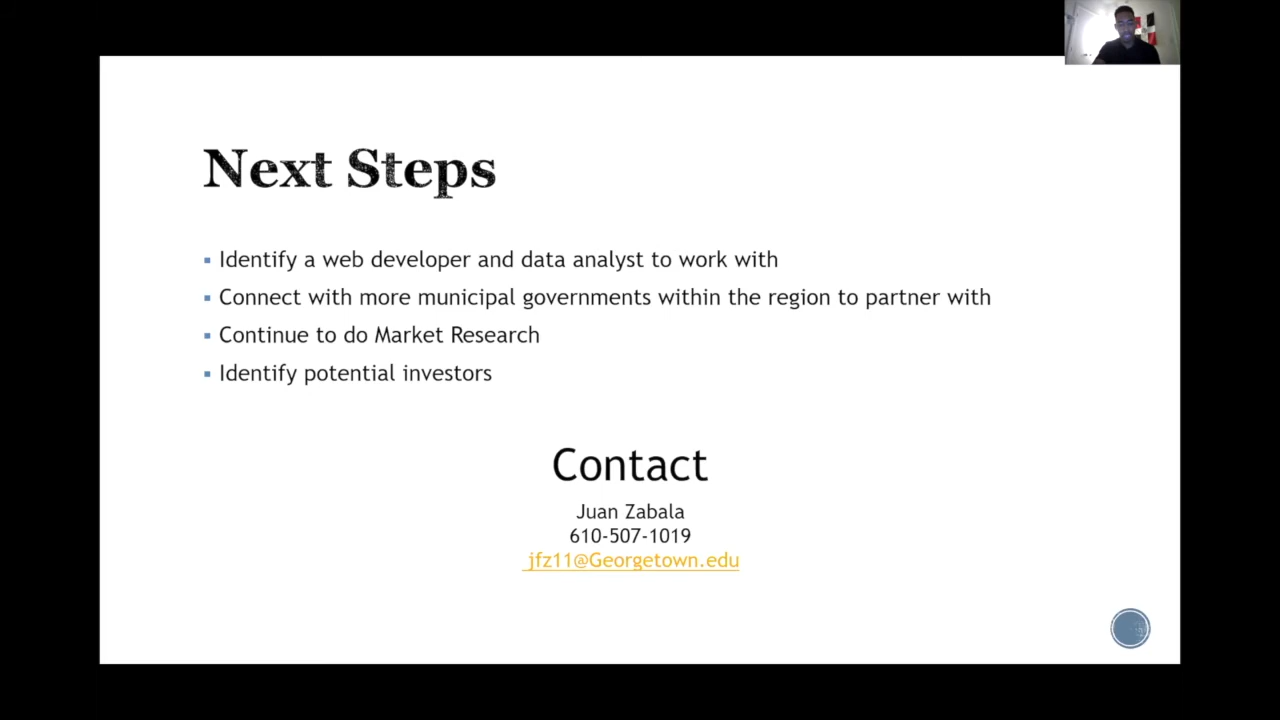 Next Steps
Identify a web developer and data analyst to work with
Connect with more municipal governments within the region to partner with
Continue to do Market Research
Identify potential investors
Contact
Juan Zabala
610-507-1019
jfz11@Georgetown.edu